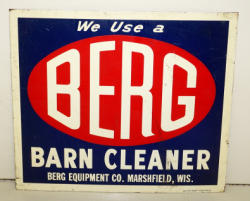 We Use a
BERG
BARN CLEANER
BERG EQUIPMENT CO. MARSHFIELD, WIS.